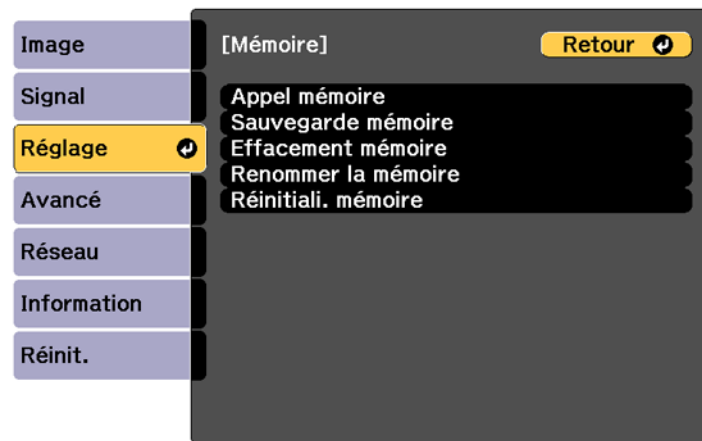 Image
Signal
Réglage
Avancé
Réseau
Information
Réinit.
[Mémoire]
Retour
Appel mémoire
Sauvegarde mémoire
Effacement mémoire
Renommer la mémoire
Réinitiali. mémoire